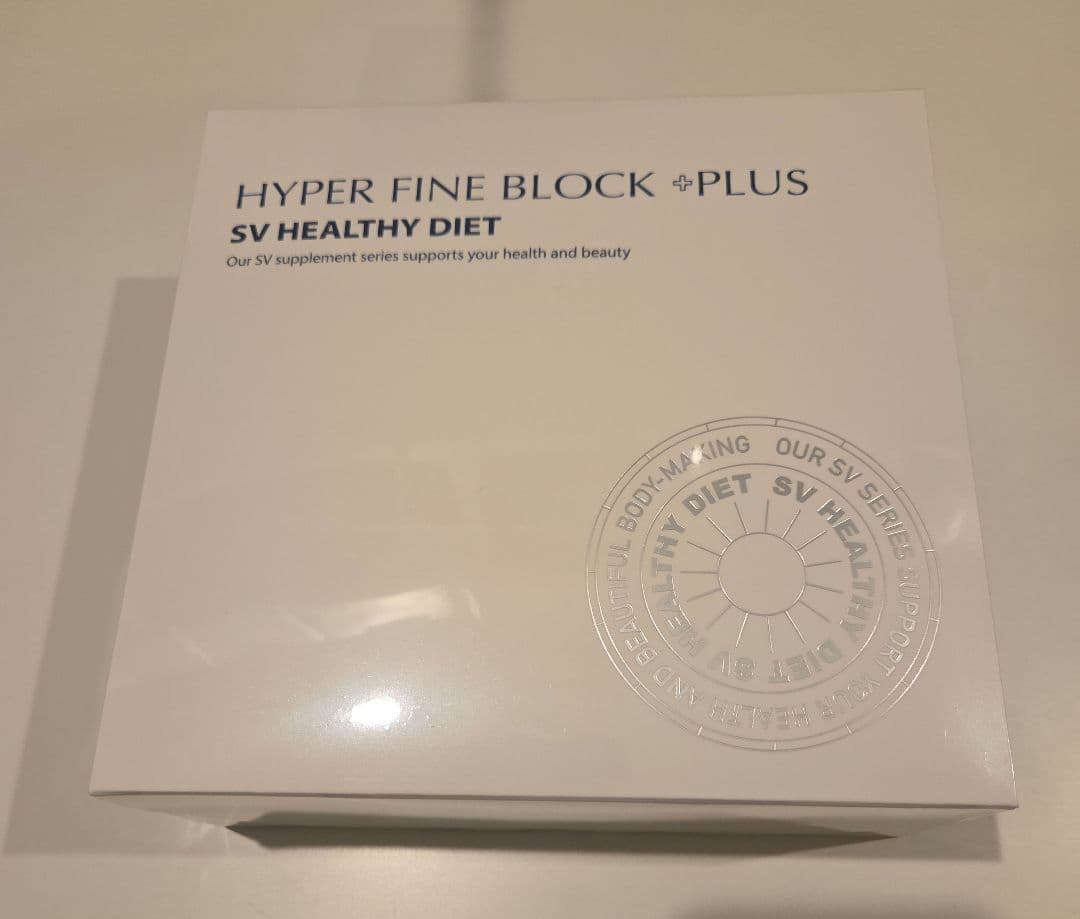 HYPER FINE BLOCK +PLUS
SV HEALTHY DIET
Our SV supplement series supports your health and beauty
OUR SV SERIES SUPPORT YOUR HEALTH AND BEAUTIFUL BODY-MAKING
SV HEALTHY DIET SV HEALTHY DIET